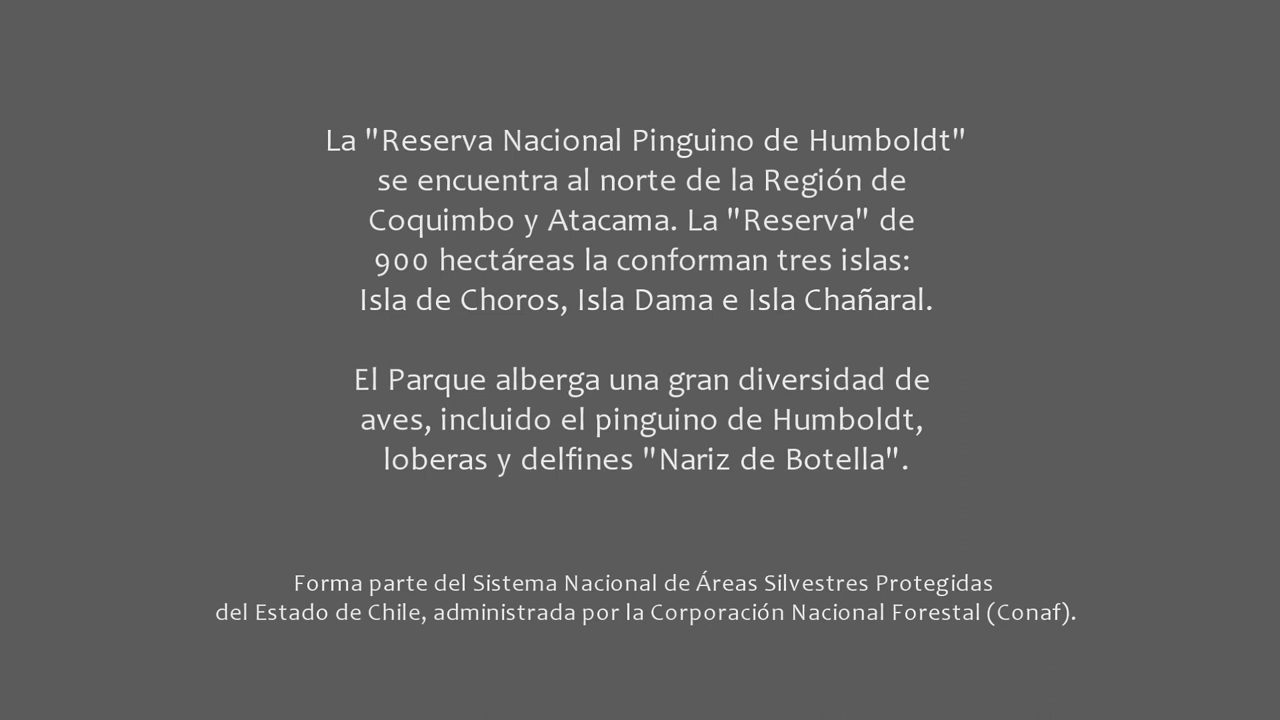 La "Reserva Nacional Pinguino de Humboldt"
se encuentra al norte de la Región de
Coquimbo y Atacama. La "Reserva" de
900 hectáreas la conforman tres islas:
Isla de Choros, Isla Dama e Isla Chañaral.
El Parque alberga una gran diversidad de
aves, incluido el pinguino de Humboldt,
loberas y delfines "Nariz de Botella".
Forma parte del Sistema Nacional de Áreas Silvestres Protegidas
del Estado de Chile, administrada por la Corporación Nacional Forestal (Conaf).